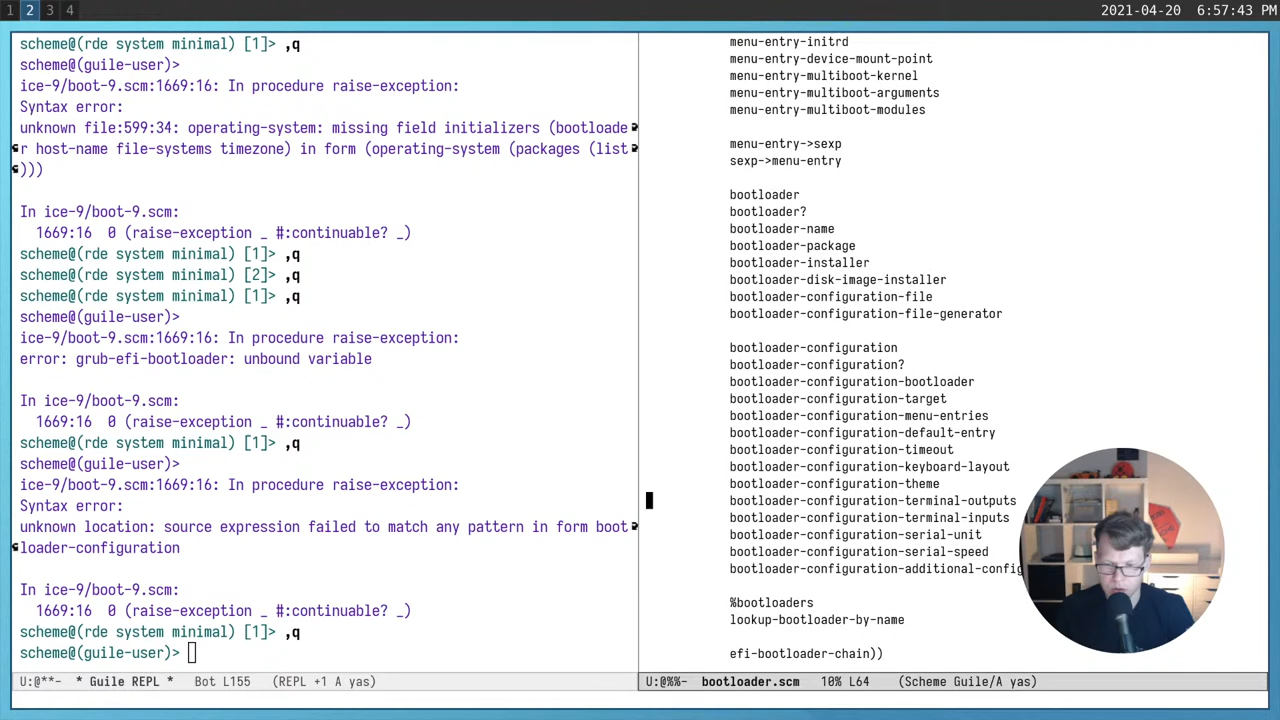 1 2 3 4
2021-04-20 6:57:43 PM
scheme@(rde system minimal) [1]> ,q
scheme@(guile-user)>
ice-9/boot-9.scm:1669:16: In procedure raise-exception:
Syntax error:
unknown file:599:34: operating-system: missing field initializers (bootloade
r host-name file-systems timezone) in form (operating-system (packages (list
)))
In ice-9/boot-9.scm:
1669:16 0 (raise-exception _ #:continuable? _)
scheme@(rde system minimal) [1]> ,q
scheme@(rde system minimal) [2]> ,q
scheme@(rde system minimal) [1]> ,q
scheme@(guile-user)>
ice-9/boot-9.scm:1669:16: In procedure raise-exception:
error: grub-efi-bootloader: unbound variable
In ice-9/boot-9.scm:
1669:16 0 (raise-exception _ #:continuable? _)
scheme@(rde system minimal) [1]> ,q
scheme@(guile-user)>
ice-9/boot-9.scm:1669:16: In procedure raise-exception:
Syntax error:
unknown location: source expression failed to match any pattern in form boot
loader-configuration
In ice-9/boot-9.scm:
1669:16 0 (raise-exception _ #:continuable? _)
scheme@(rde system minimal) [1]> ,q
scheme@(guile-user)>
U:@**- * Guile REPL * Bot L155 (REPL +1 A yas)
menu-entry-initrd
menu-entry-device-mount-point
menu-entry-multiboot-kernel
menu-entry-multiboot-arguments
menu-entry-multiboot-modules
menu-entry->sexp
sexp->menu-entry
bootloader
bootloader?
bootloader-name
bootloader-package
bootloader-installer
bootloader-disk-image-installer
bootloader-configuration-file
bootloader-configuration-file-generator
bootloader-configuration
bootloader-configuration?
bootloader-configuration-bootloader
bootloader-configuration-target
bootloader-configuration-menu-entries
bootloader-configuration-default-entry
bootloader-configuration-timeout
bootloader-configuration-keyboard-layout
bootloader-configuration-theme
bootloader-configuration-terminal-outputs
bootloader-configuration-terminal-inputs
bootloader-configuration-serial-unit
bootloader-configuration-serial-speed
bootloader-configuration-additional-config
%bootloaders
lookup-bootloader-by-name
efi-bootloader-chain))
U:@%%- bootloader.scm 10% L64 (Scheme Guile/A yas)